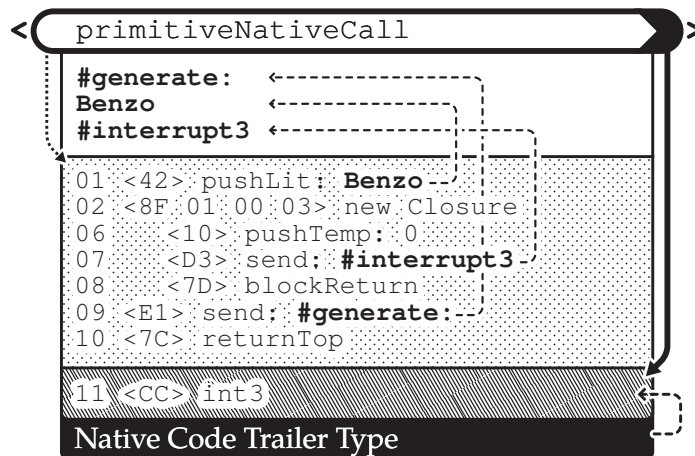 primitiveNativeCall
#generate:
Benzo
#interrupt3
01 <42> pushLit: Benzo
02 <8F 01 00 03> new Closure
06 <10> pushTemp: 0
07 <D3> send: #interrupt3
08 <7D> blockReturn
09 <E1> send: #generate:
10 <7C> returnTop
11 <CC> int3
Native Code Trailer Type